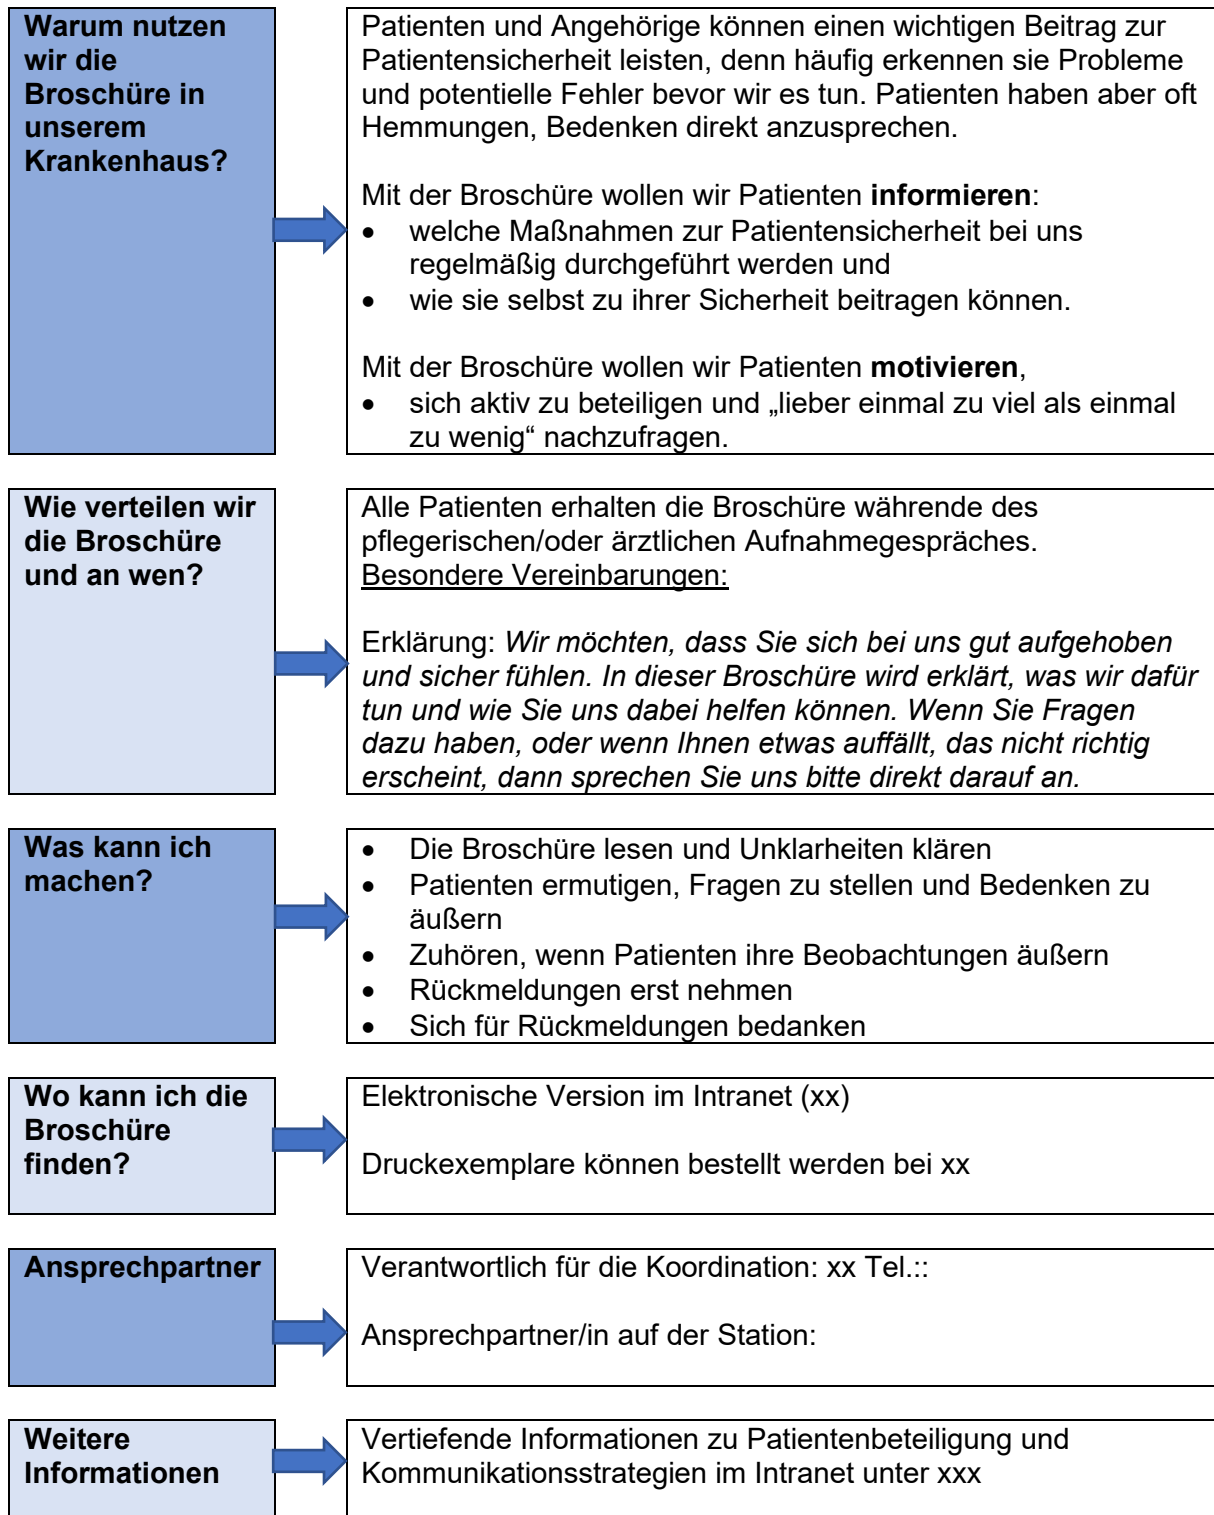 Warum nutzen
wir die
Broschüre in
unserem
Krankenhaus?
Patienten und Angehörige können einen wichtigen Beitrag zur
Patientensicherheit leisten, denn häufig erkennen sie Probleme
und potentielle Fehler bevor wir es tun. Patienten haben aber oft
Hemmungen, Bedenken direkt anzusprechen.
Mit der Broschüre wollen wir Patienten informieren:
• welche Maßnahmen zur Patientensicherheit bei uns
regelmäßig durchgeführt werden und
• wie sie selbst zu ihrer Sicherheit beitragen können.
Mit der Broschüre wollen wir Patienten motivieren,
• sich aktiv zu beteiligen und „lieber einmal zu viel als einmal
zu wenig“ nachzufragen.
Wie verteilen wir
die Broschüre
und an wen?
Alle Patienten erhalten die Broschüre währende des
pflegerischen/oder ärztlichen Aufnahmegespräches.
Besondere Vereinbarungen:
Erklärung: Wir möchten, dass Sie sich bei uns gut aufgehoben
und sicher fühlen. In dieser Broschüre wird erklärt, was wir dafür
tun und wie Sie uns dabei helfen können. Wenn Sie Fragen
dazu haben, oder wenn Ihnen etwas auffällt, das nicht richtig
erscheint, dann sprechen Sie uns bitte direkt darauf an.
Was kann ich
machen?
• Die Broschüre lesen und Unklarheiten klären
• Patienten ermutigen, Fragen zu stellen und Bedenken zu
äußern
• Zuhören, wenn Patienten ihre Beobachtungen äußern
• Rückmeldungen erst nehmen
• Sich für Rückmeldungen bedanken
Wo kann ich die
Broschüre
finden?
Elektronische Version im Intranet (xx)
Druckexemplare können bestellt werden bei xx
Ansprechpartner
Verantwortlich für die Koordination: xx Tel.::
Ansprechpartner/in auf der Station:
Weitere
Informationen
Vertiefende Informationen zu Patientenbeteiligung und
Kommunikationsstrategien im Intranet unter xxx